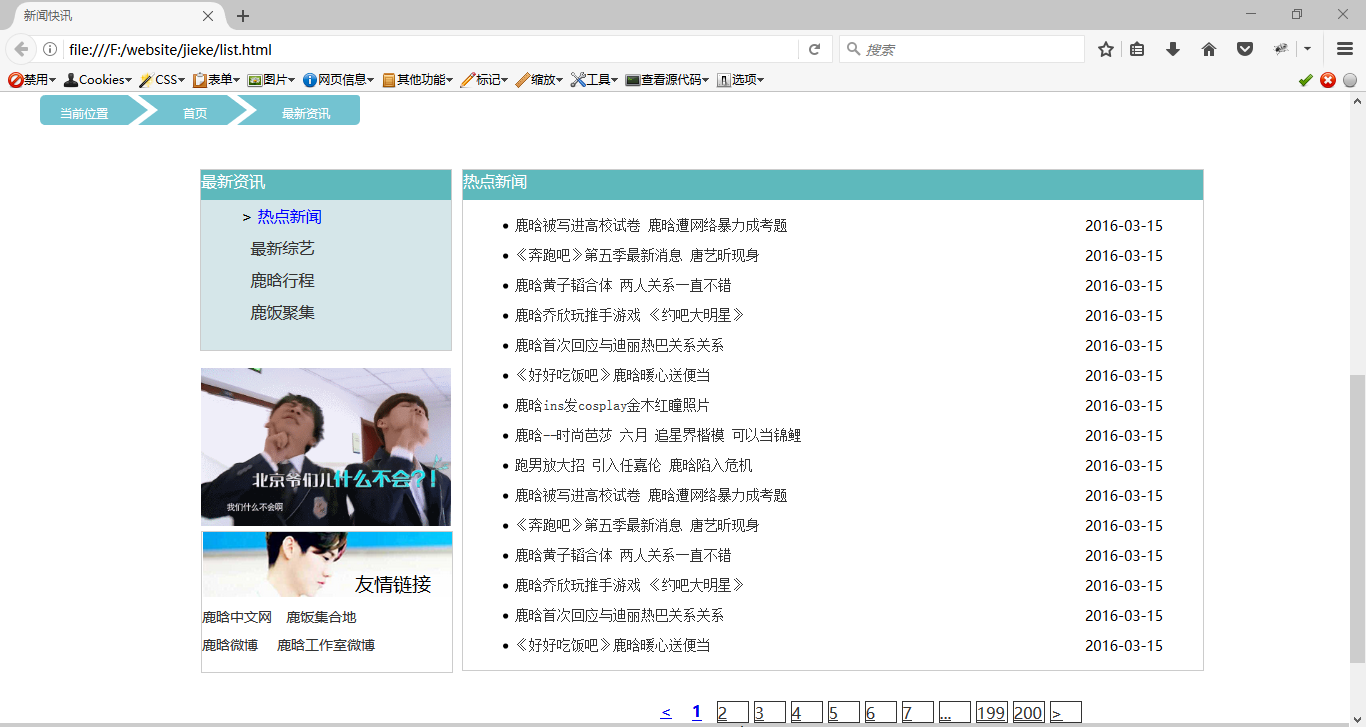 新闻快讯
file:///F:/website/jieke/list.html
搜索
禁用 Cookies CSS 表单 图片 网页信息 其他功能 标记 缩放 工具 查看源代码 选项
当前位置 首页 最新资讯
最新资讯
> 热点新闻
最新综艺
鹿晗行程
鹿饭聚集
北京爷们儿什么不会?!
我们什么不会啊
友情链接
鹿晗中文网 鹿饭集合地
鹿晗微博 鹿晗工作室微博
热点新闻
鹿晗被写进高校试卷 鹿晗遭网络暴力成考题 2016-03-15
《奔跑吧》第五季最新消息 唐艺昕现身 2016-03-15
鹿晗黄子韬合体 两人关系一直不错 2016-03-15
鹿晗乔欣玩推手游戏 《约吧大明星》 2016-03-15
鹿晗首次回应与迪丽热巴关系关系 2016-03-15
《好好吃饭吧》鹿晗暖心送便当 2016-03-15
鹿晗ins发cosplay金木红瞳照片 2016-03-15
鹿晗--时尚芭莎 六月 追星界楷模 可以当锦鲤 2016-03-15
跑男放大招 引入任嘉伦 鹿晗陷入危机 2016-03-15
鹿晗被写进高校试卷 鹿晗遭网络暴力成考题 2016-03-15
《奔跑吧》第五季最新消息 唐艺昕现身 2016-03-15
鹿晗黄子韬合体 两人关系一直不错 2016-03-15
鹿晗乔欣玩推手游戏 《约吧大明星》 2016-03-15
鹿晗首次回应与迪丽热巴关系关系 2016-03-15
《好好吃饭吧》鹿晗暖心送便当 2016-03-15
< 1 2 3 4 5 6 7 ... 199 200 >